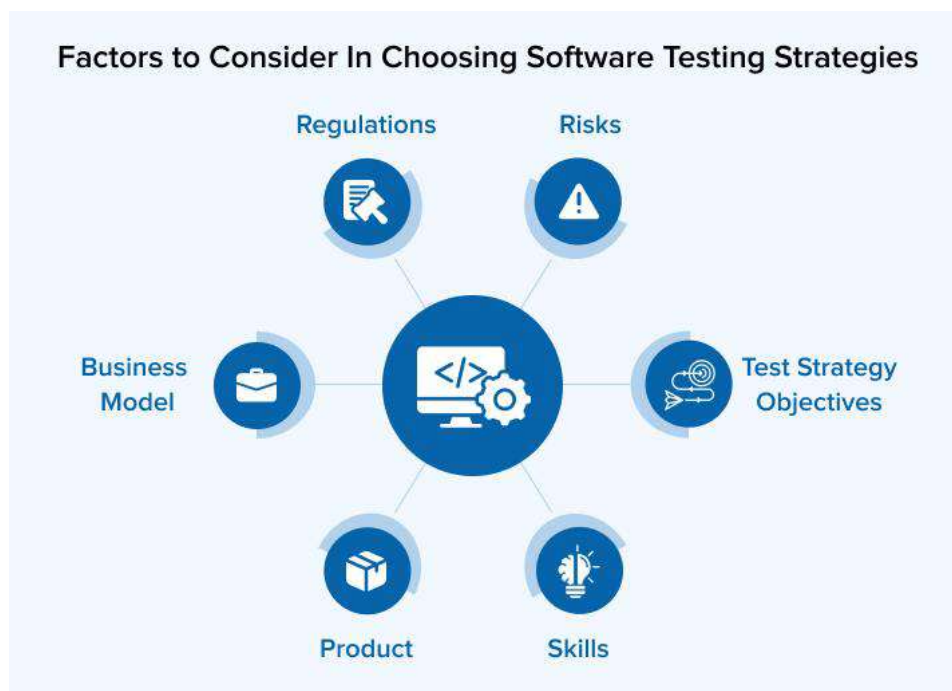 Factors to Consider In Choosing Software Testing Strategies
Regulations
Risks
Business
Model
</>
Test Strategy
Objectives
Product
Skills